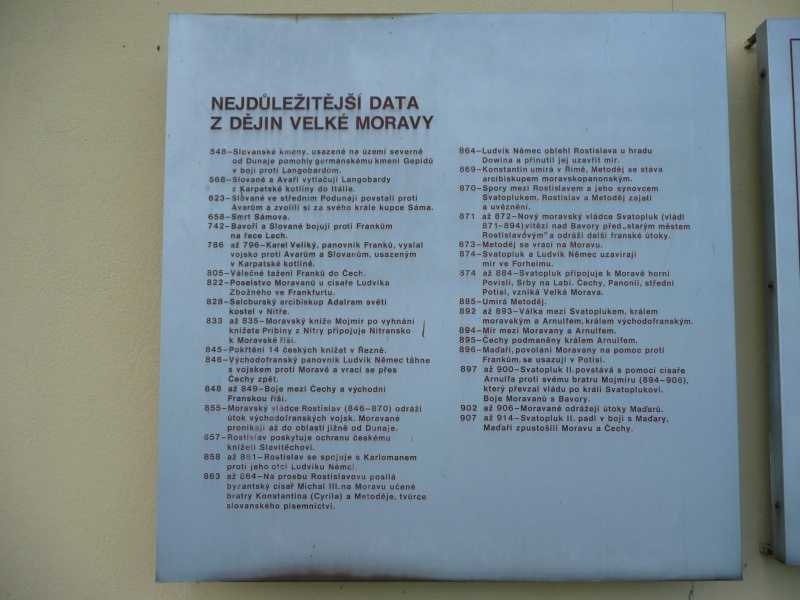 NEJDŮLEŽITĚJŠÍ DATA
Z DĚJIN VELKÉ MORAVY
548–Slovanské kmeny, usazené na území severně
od Dunaje pomohly germánskému kmeni Gepidů
v boji proti Langobardům.
568–Slované a Avaři vytlačují Langobardy
z Karpatské kotliny do Itálie.
623–Slované ve středním Podunají povstali proti
Avarům a zvolili si za svého krále kupce Sáma.
658–Smrt Sámova.
742–Bavoři a Slované bojují proti Frankům
na řece Lech.
786 až 796–Karel Veliký, panovník Franků, vyslal
vojsko proti Avarům a Slovanům, usazeným
v Karpatské kotlině.
805–Válečné tažení Franků do Čech.
822–Poselstvo Moravanů u císaře Ludvíka
Zbožného ve Frankfurtu.
828–Salcburský arcibiskup Adalram světí
kostel v Nitře.
833 až 835–Moravský kníže Mojmír po vyhnání
knížete Pribiny z Nitry připojuje Nitransko
k Moravské říši.
845–Pokřtění 14 českých knížat v Řezně.
846–Východofranský panovník Ludvík Němec táhne
s vojskem proti Moravě a vrací se přes
Čechy zpět.
848 až 849–Boje mezi Čechy a východní
Franskou říší.
855–Moravský vládce Rostislav (846–870) odráží
útok východofranských vojsk. Moravané
pronikají až do oblasti jižně od Dunaje.
857–Rostislav poskytuje ochranu českému
knížeti Slavitěchovi.
858 až 861–Rostislav se spojuje s Karlomanem
proti jeho otci Ludvíku Němci.
863 až 864–Na prosbu Rostislavovu posílá
byzantský císař Michal III. na Moravu učené
bratry Konstantina (Cyrila) a Metoděje, tvůrce
slovanského písemnictví.
864–Ludvík Němec oblehl Rostislava u hradu
Dowina a přinutil jej uzavřít mír.
869–Konstantin umírá v Římě, Metoděj se stává
arcibiskupem moravskopanonským.
870–Spory mezi Rostislavem a jeho synovcem
Svatoplukem, Rostislav a Metoděj zajati
a uvězněni.
871 až 872–Nový moravský vládce Svatopluk (vládl
871–894) vítězí nad Bavory před „starým městem
Rostislavovým" a odráží další franské útoky.
873–Metoděj se vrací na Moravu.
874–Svatopluk a Ludvík Němec uzavírají
mír ve Forheimu.
874 až 884–Svatopluk připojuje k Moravě horní
Povislí, Srby na Labi, Čechy, Panonii, střední
Potisí, vzniká Velká Morava.
885–Umírá Metoděj.
892 až 893–Válka mezi Svatoplukem, králem
moravským a Arnulfem, králem východofranským.
894–Mír mezi Moravany a Arnulfem.
895–Čechy podmaněny králem Arnulfem.
896–Maďaři, povolaní Moravany na pomoc proti
Frankům, se usazují v Potisí.
897 až 900–Svatopluk II. povstává s pomocí císaře
Arnulfa proti svému bratru Mojmíru (894–906),
který převzal vládu po králi Svatoplukovi.
Boje Moravanů s Bavory.
902 až 906–Moravané odrážejí útoky Maďarů.
907 až 914–Svatopluk II. padl v boji s Maďary,
Maďaři zpustošili Moravu a Čechy.